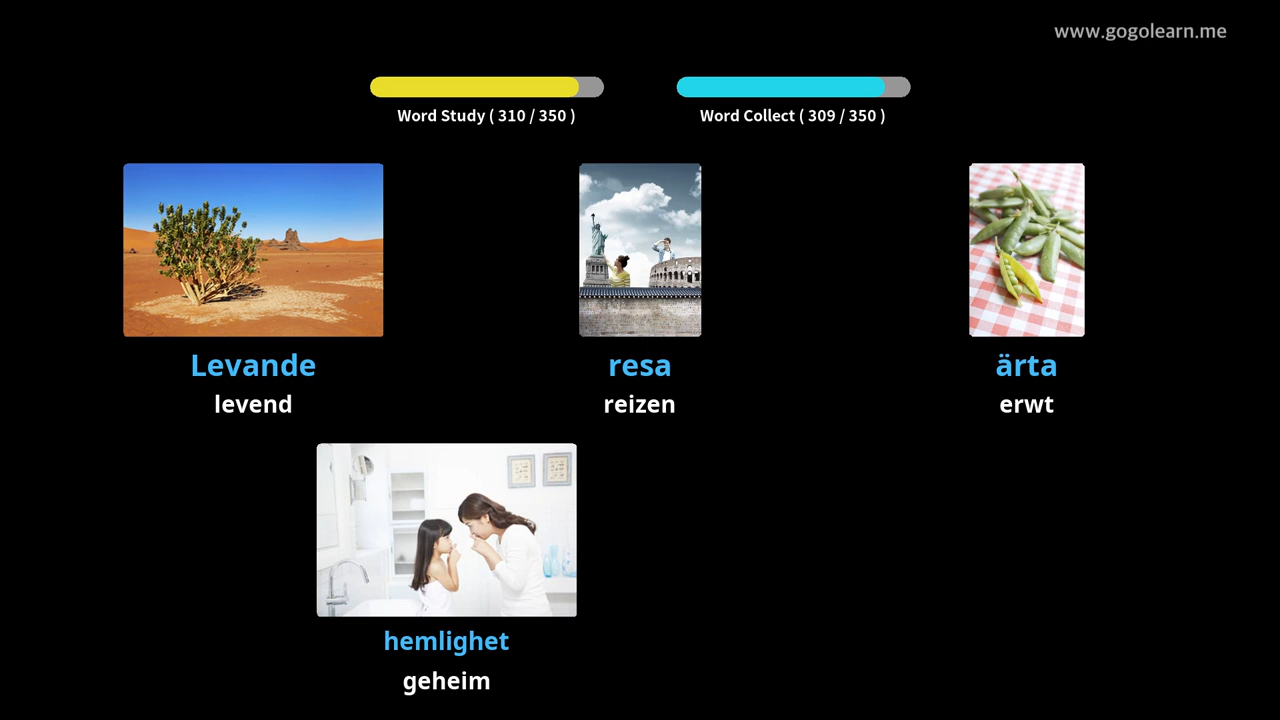 www.gogolearn.me
Word Study ( 310 / 350 )
Word Collect ( 309 / 350 )
Levande
levend
resa
reizen
ärta
erwt
hemlighet
geheim